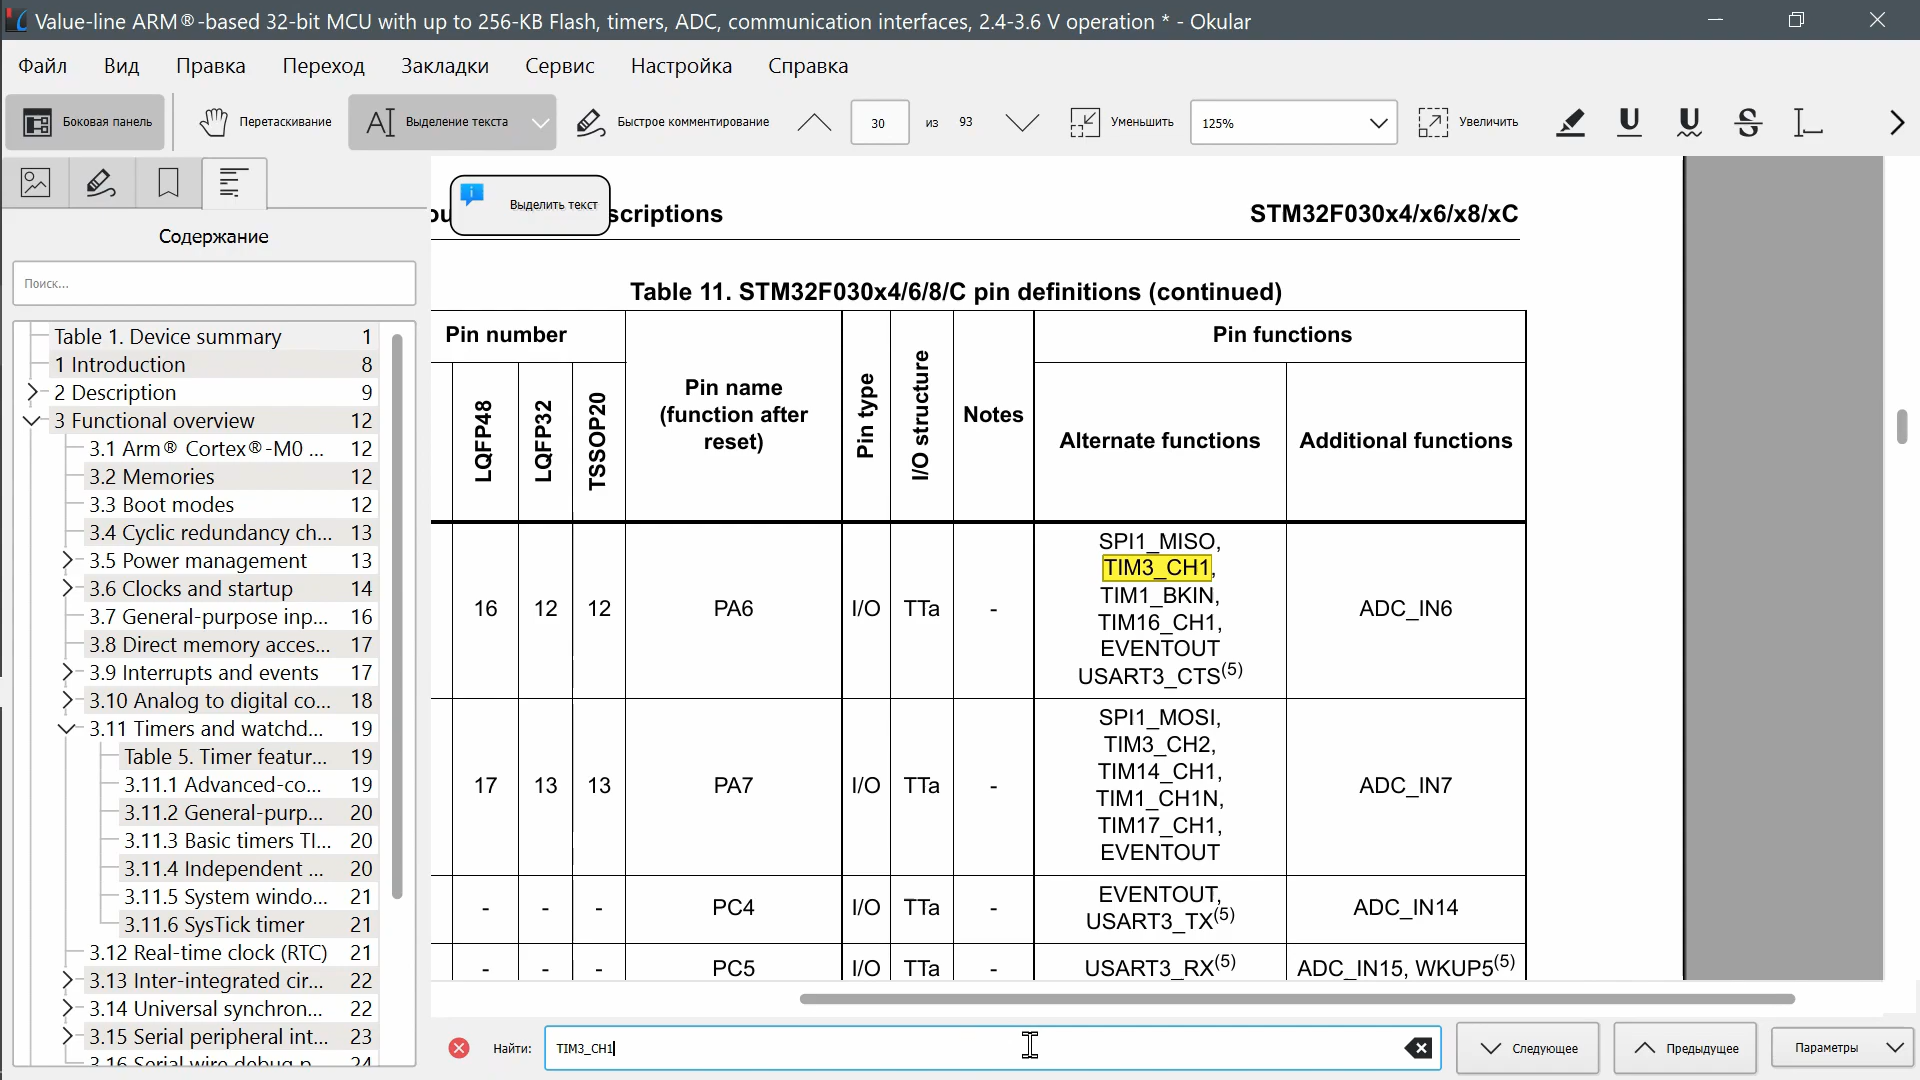 Value-line ARM®-based 32-bit MCU with up to 256-KB Flash, timers, ADC, communication interfaces, 2.4-3.6 V operation * - Okular
Файл Вид Правка Переход Закладки Сервис Настройка Справка
Боковая панель Перетаскивание Выделение текста Быстрое комментирование 30 из 93 Уменьшить 125% Увеличить
Содержание
Поиск...
Table 1. Device summary 1
1 Introduction 8
2 Description 9
3 Functional overview 12
3.1 Arm® Cortex®-M0 ... 12
3.2 Memories 12
3.3 Boot modes 12
3.4 Cyclic redundancy ch... 13
3.5 Power management 13
3.6 Clocks and startup 14
3.7 General-purpose inp... 16
3.8 Direct memory acces... 17
3.9 Interrupts and events 17
3.10 Analog to digital co... 18
3.11 Timers and watchd... 19
Table 5. Timer featur... 19
3.11.1 Advanced-co... 19
3.11.2 General-purp... 20
3.11.3 Basic timers TI... 20
3.11.4 Independent ... 20
3.11.5 System windo... 21
3.11.6 SysTick timer 21
3.12 Real-time clock (RTC) 21
3.13 Inter-integrated cir... 22
3.14 Universal synchron... 22
3.15 Serial peripheral int... 23
3.16 Serial wire debug p... 24
Выделить текст
scriptions STM32F030x4/x6/x8/xC
Table 11. STM32F030x4/6/8/C pin definitions (continued)
Pin number
LQFP48
LQFP32
TSSOP20
Pin name
(function after
reset)
Pin type
I/O structure
Notes
Pin functions
Alternate functions Additional functions
16 12 12 PA6 I/O TTa -
SPI1_MISO,
TIM3_CH1,
TIM1_BKIN,
TIM16_CH1,
EVENTOUT
USART3_CTS(5)
ADC_IN6
17 13 13 PA7 I/O TTa -
SPI1_MOSI,
TIM3_CH2,
TIM14_CH1,
TIM1_CH1N,
TIM17_CH1,
EVENTOUT
ADC_IN7
- - - PC4 I/O TTa -
EVENTOUT,
USART3_TX(5)
ADC_IN14
- - - PC5 I/O TTa - USART3_RX(5) ADC_IN15, WKUP5(5)
Найти: TIM3_CH1 Следующее Предыдущее Параметры